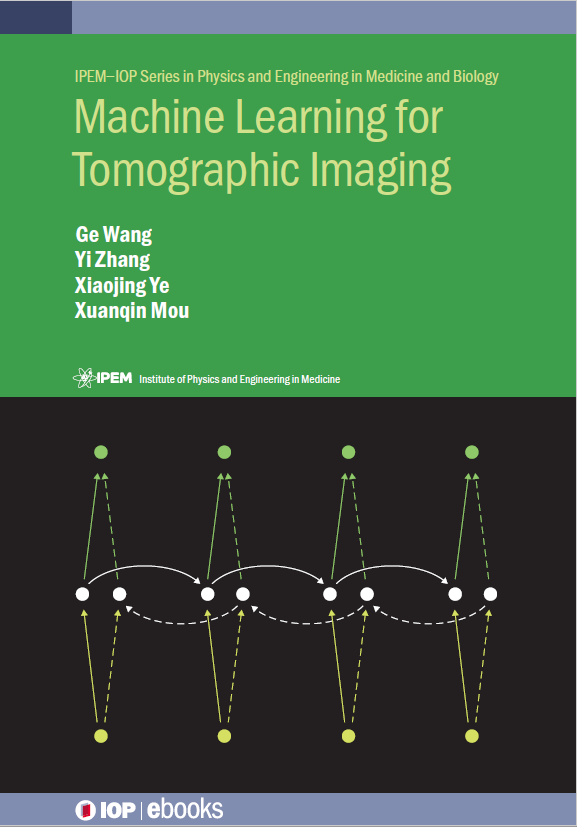 IPEM–IOP Series in Physics and Engineering in Medicine and Biology
Machine Learning for
Tomographic Imaging
Ge Wang
Yi Zhang
Xiaojing Ye
Xuanqin Mou
IPEM Institute of Physics and Engineering in Medicine
IOP ebooks